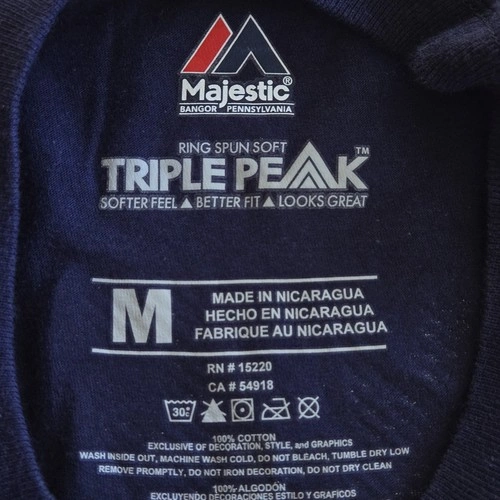 Majestic®
BANGOR PENNSYLVANIA
RING SPUN SOFT
TRIPLE PEAK™
SOFTER FEEL ▲ BETTER FIT ▲ LOOKS GREAT
M
MADE IN NICARAGUA
HECHO EN NICARAGUA
FABRIQUE AU NICARAGUA
RN # 15220
CA # 54918
30°c
100% COTTON
EXCLUSIVE OF DECORATION, STYLE, and GRAPHICS
WASH INSIDE OUT, MACHINE WASH COLD, DO NOT BLEACH, TUMBLE DRY LOW
REMOVE PROMPTLY, DO NOT IRON DECORATION, DO NOT DRY CLEAN
100% ALGODÓN
EXCLUYENDO DECORACIONES ESTILO Y GRAFICOS